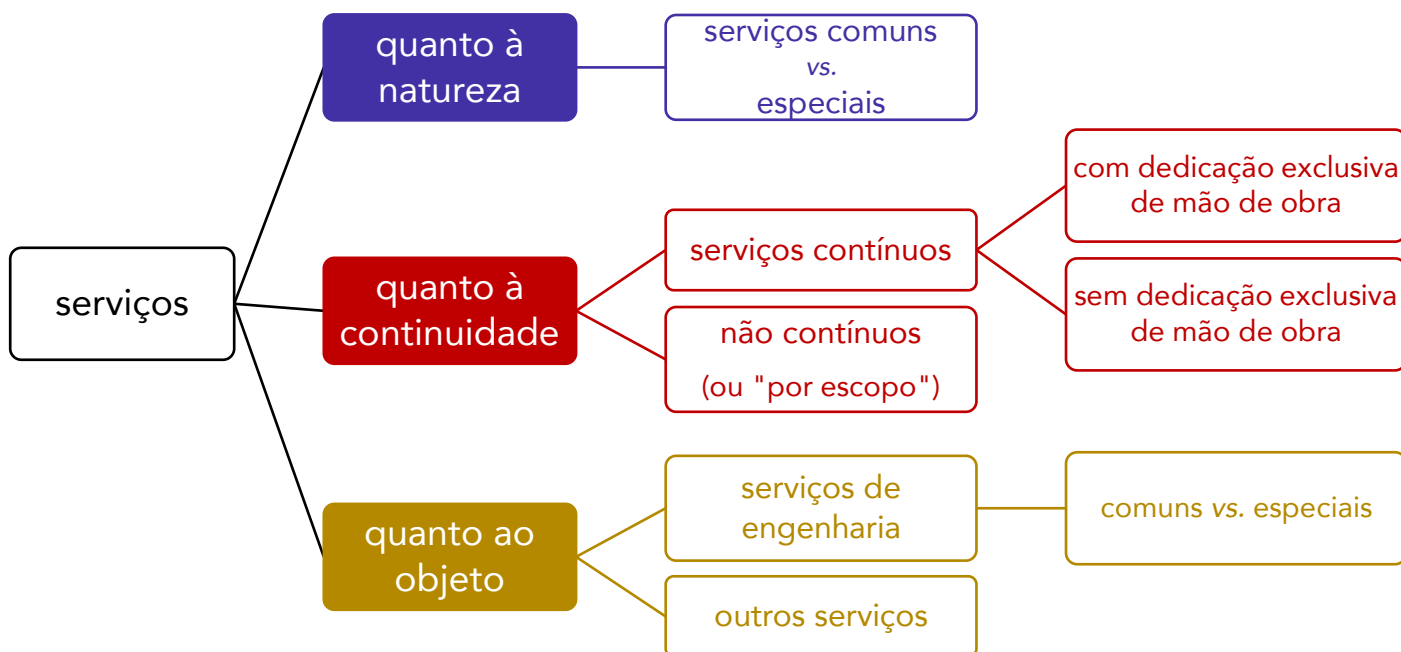 serviços
quanto à
natureza
serviços comuns
vs.
especiais
quanto à
continuidade
serviços contínuos
com dedicação exclusiva
de mão de obra
sem dedicação exclusiva
de mão de obra
não contínuos
(ou "por escopo")
quanto ao
objeto
serviços de
engenharia
comuns vs. especiais
outros serviços